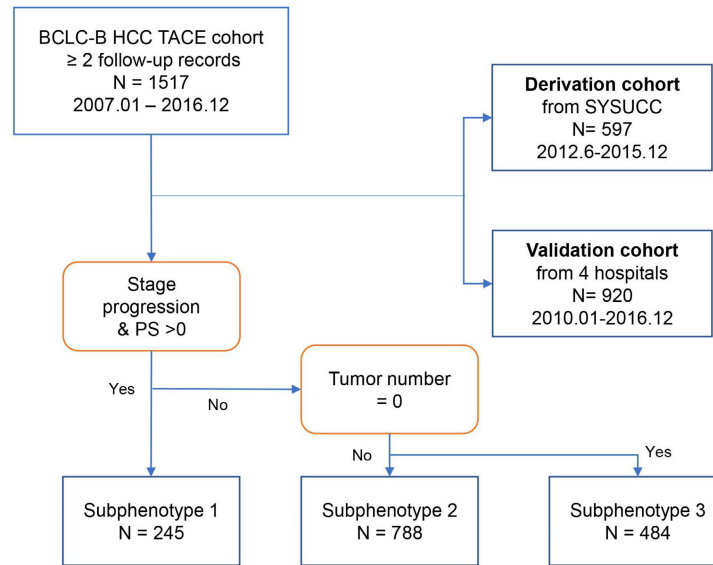 BCLC-B HCC TACE cohort
≥ 2 follow-up records
N = 1517
2007.01 – 2016.12
Derivation cohort
from SYSUCC
N= 597
2012.6-2015.12
Validation cohort
from 4 hospitals
N= 920
2010.01-2016.12
Stage
progression
& PS >0
Tumor number
= 0
Yes
No
No
Yes
Subphenotype 1
N = 245
Subphenotype 2
N = 788
Subphenotype 3
N = 484